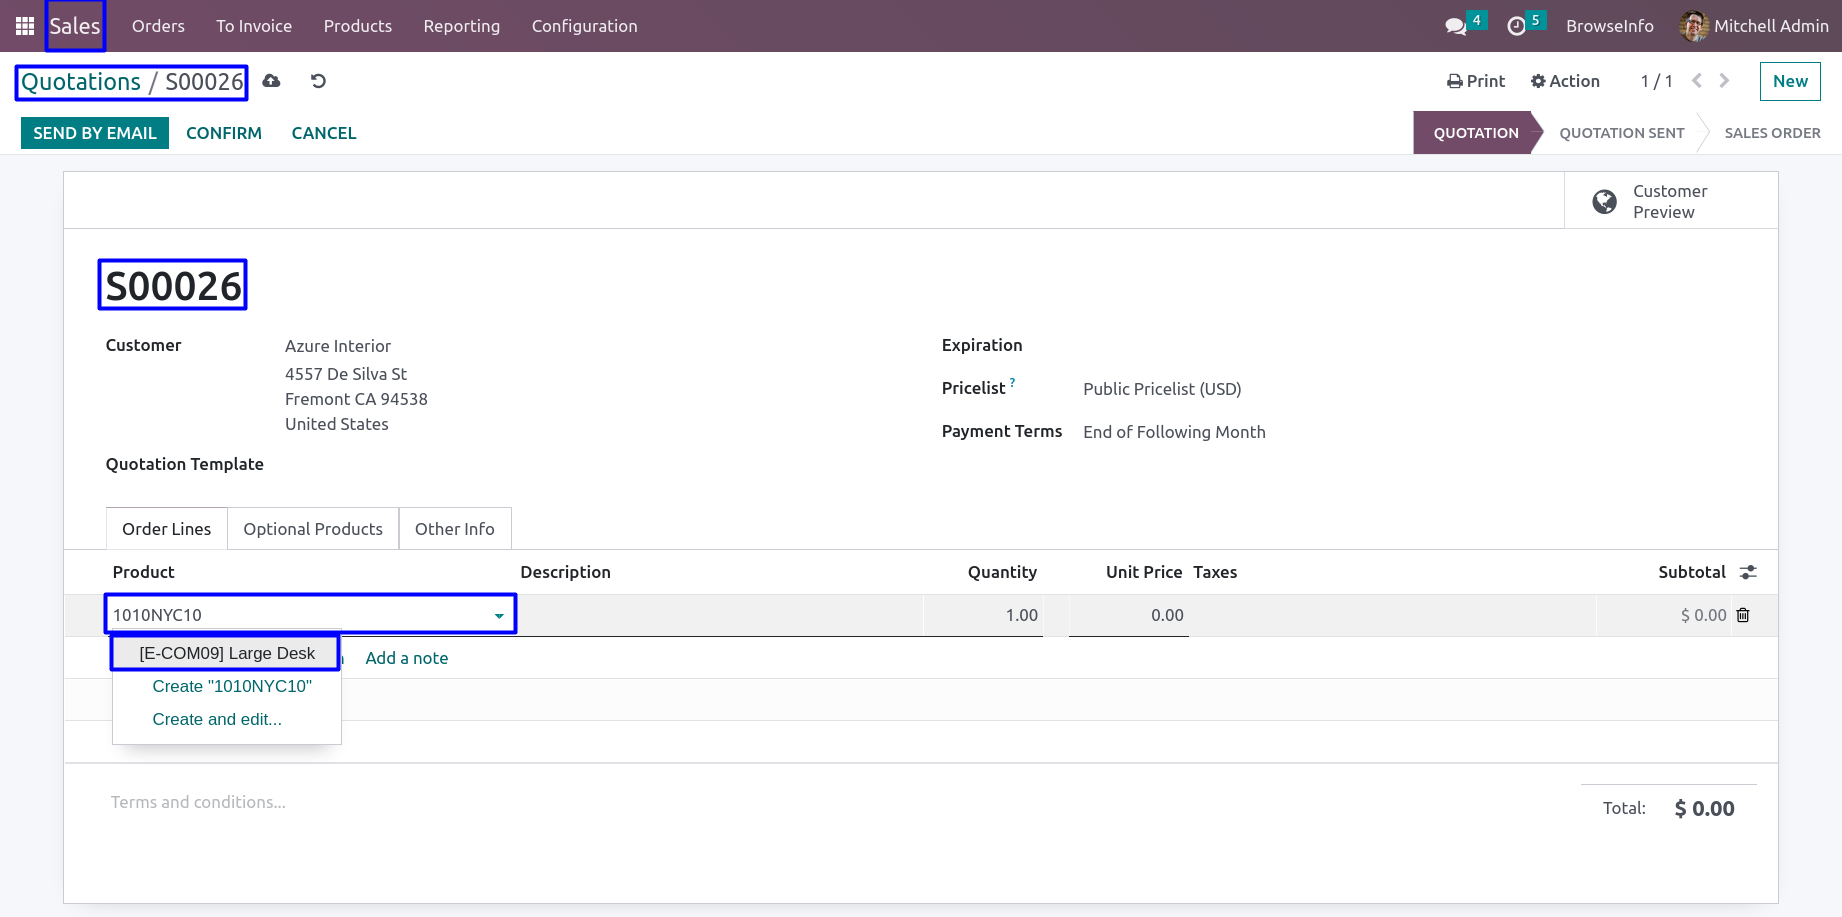 Sales Orders To Invoice Products Reporting Configuration 4 5 BrowseInfo Mitchell Admin
Quotations / S00026 Print Action 1 / 1 New
SEND BY EMAIL CONFIRM CANCEL QUOTATION QUOTATION SENT SALES ORDER
Customer
Preview
S00026
Customer Azure Interior Expiration
4557 De Silva St
Pricelist ? Public Pricelist (USD)
Fremont CA 94538
United States
Payment Terms End of Following Month
Quotation Template
Order Lines Optional Products Other Info
Product Description Quantity Unit Price Taxes Subtotal
1010NYC10 1.00 0.00 $ 0.00
[E-COM09] Large Desk Add a note
Create "1010NYC10"
Create and edit...
Terms and conditions...
Total: $ 0.00